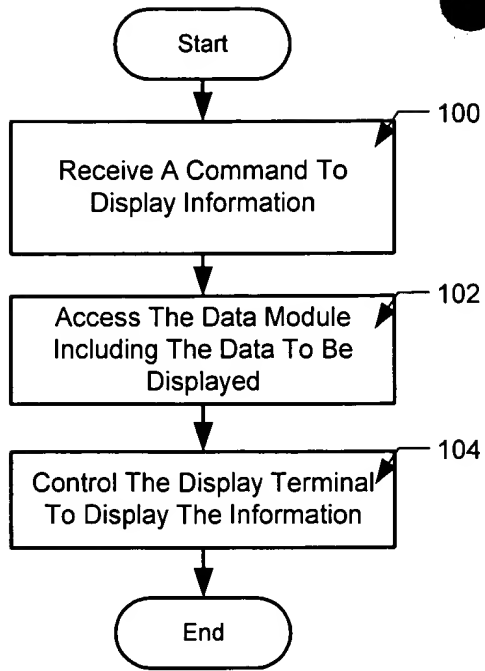 Start
100
Receive A Command To
Display Information
102
Access The Data Module
Including The Data To Be
Displayed
104
Control The Display Terminal
To Display The Information
End